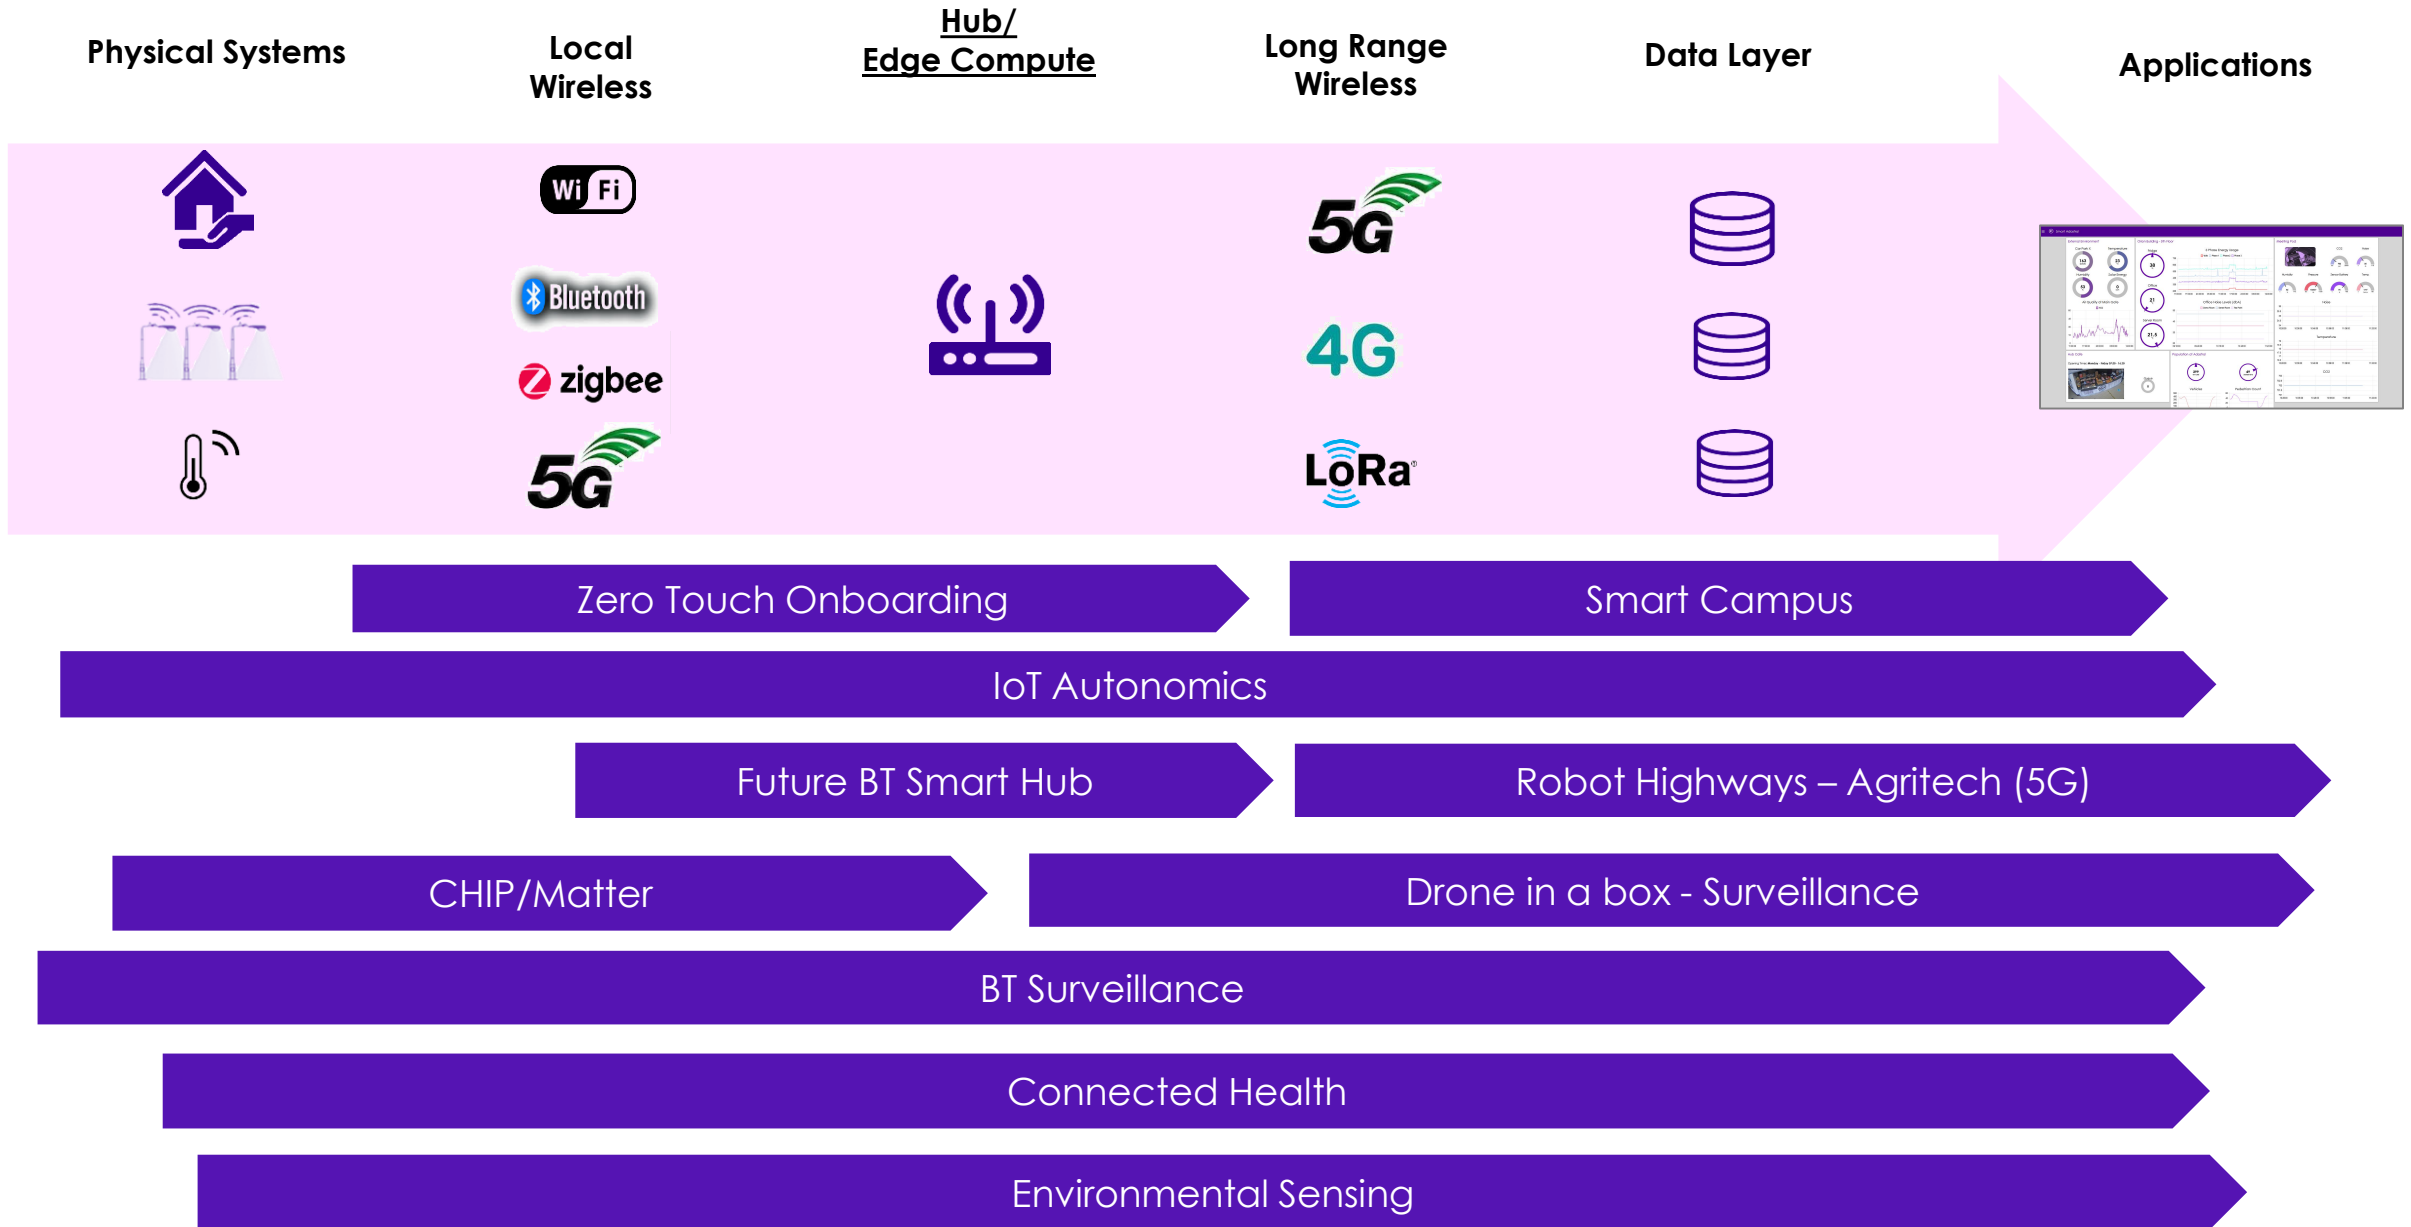 Physical Systems
Local
Wireless
Hub/
Edge Compute
Long Range
Wireless
Data Layer
Applications
Wi Fi
Bluetooth
zigbee
5G
5G
4G
LoRa
Zero Touch Onboarding
Smart Campus
IoT Autonomics
Future BT Smart Hub
Robot Highways – Agritech (5G)
CHIP/Matter
Drone in a box - Surveillance
BT Surveillance
Connected Health
Environmental Sensing